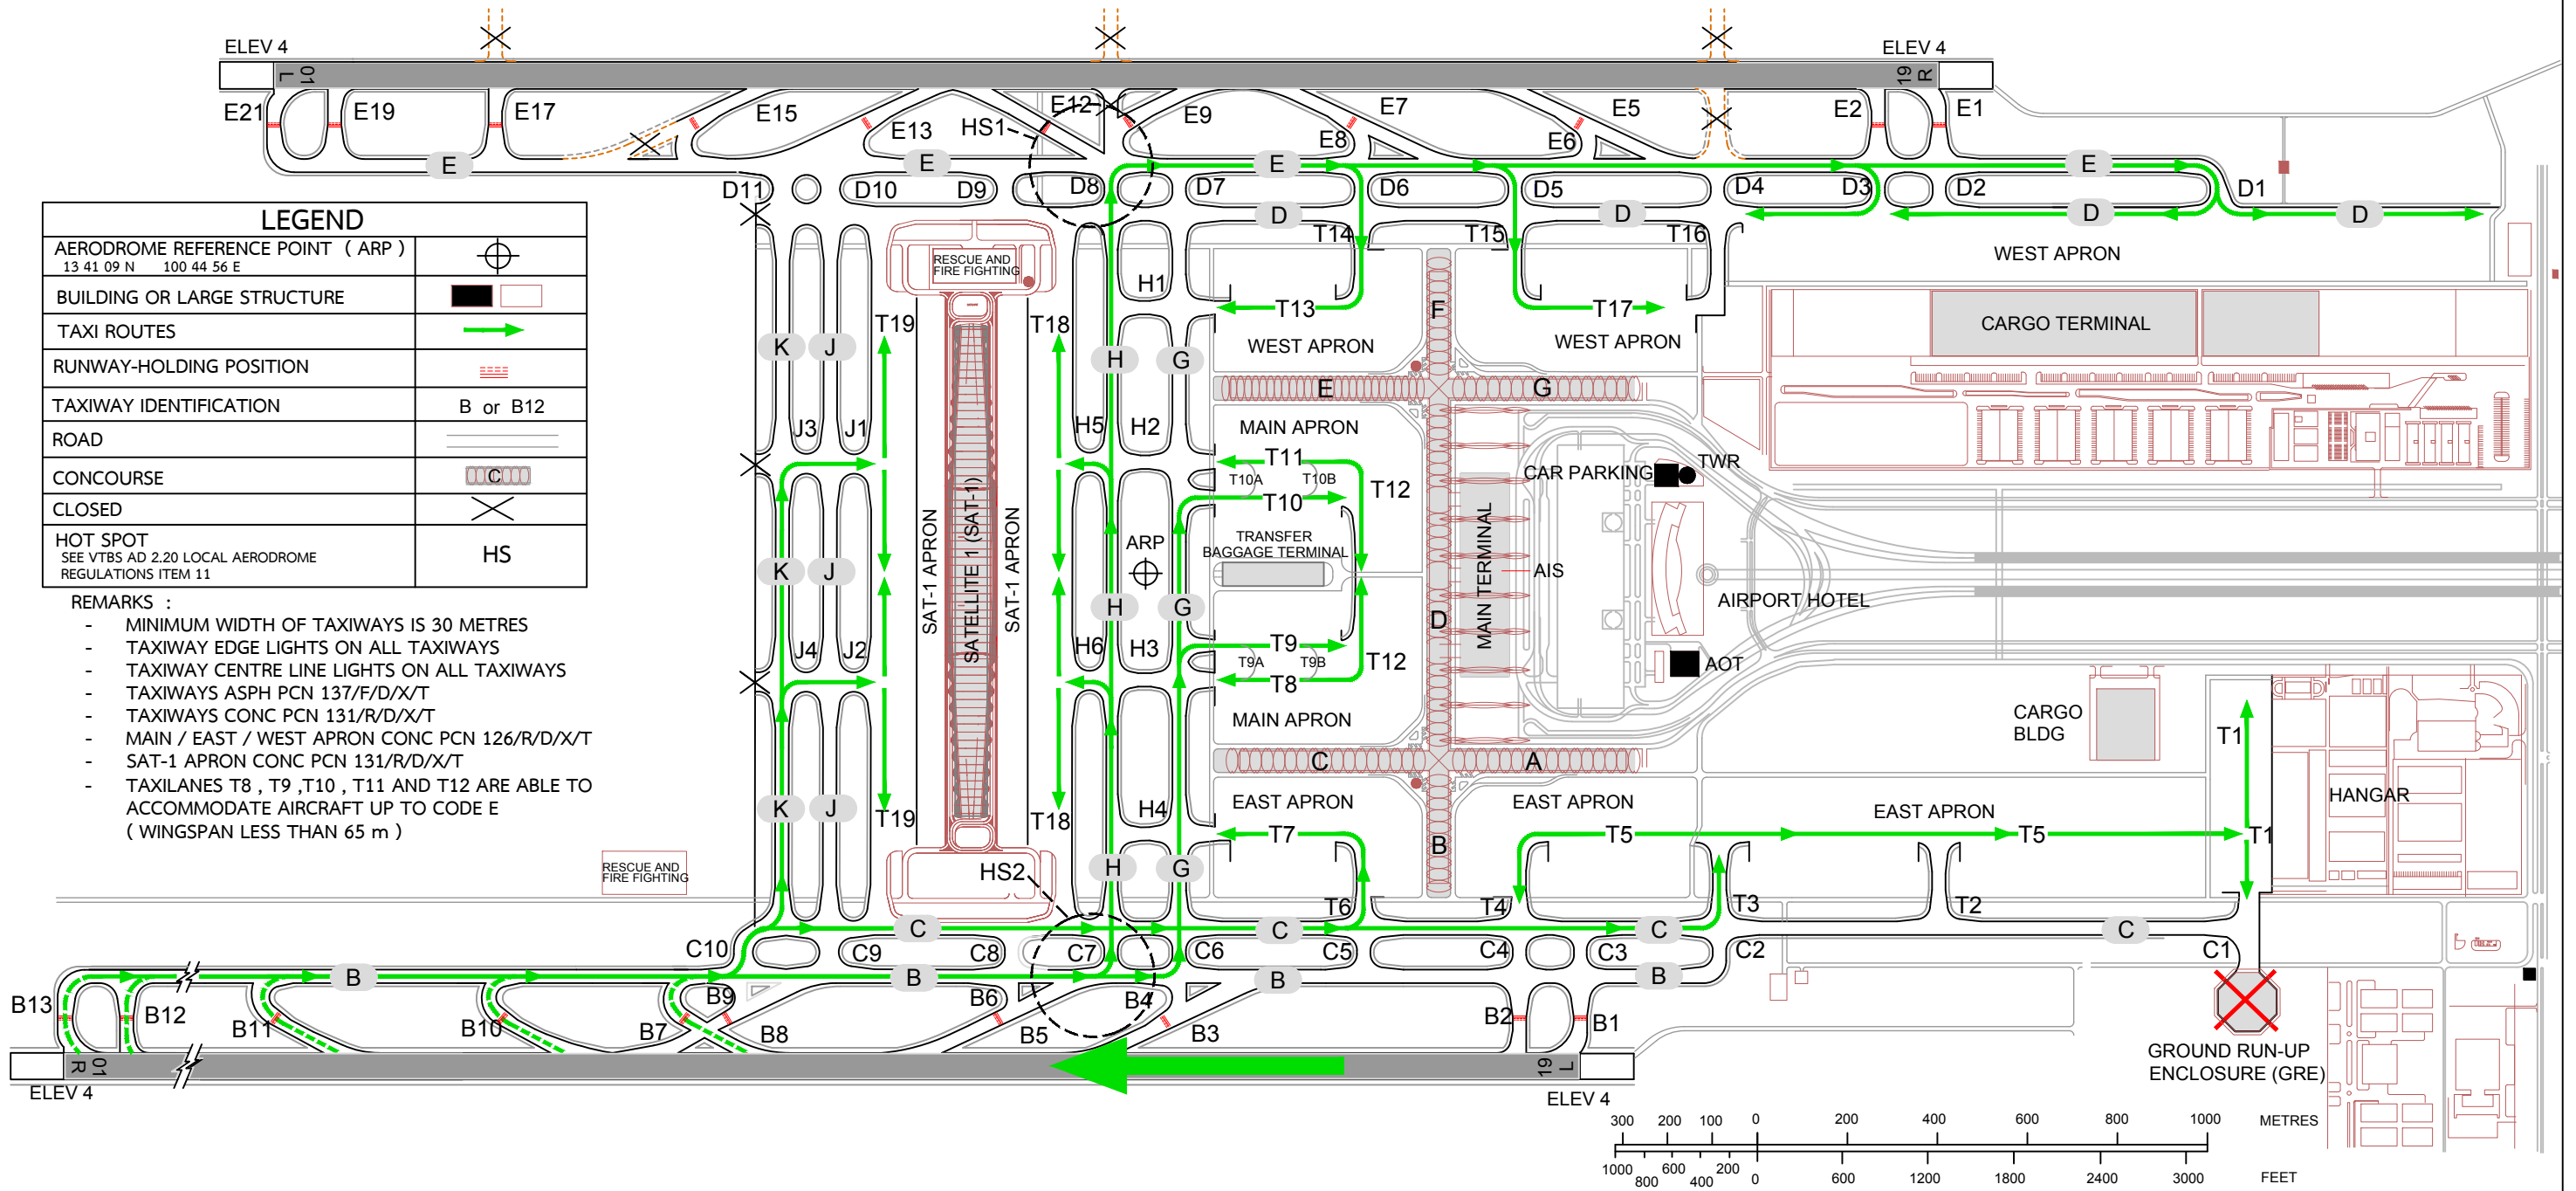 ELEV 4
ELEV 4
01 L
19 R
E21
E19
E17
E15
E13
HS1
E12
E9
E8
E7
E6
E5
E2
E1
E
E
E
E
D11
D10
D9
D8
D7
D6
D5
D4
D3
D2
D1
D
D
D
D
LEGEND
AERODROME REFERENCE POINT ( ARP )
13 41 09 N 100 44 56 E
BUILDING OR LARGE STRUCTURE
TAXI ROUTES
RUNWAY-HOLDING POSITION
TAXIWAY IDENTIFICATION
B or B12
ROAD
CONCOURSE
C
CLOSED
HOT SPOT
SEE VTBS AD 2.20 LOCAL AERODROME
REGULATIONS ITEM 11
HS
REMARKS :
- MINIMUM WIDTH OF TAXIWAYS IS 30 METRES
- TAXIWAY EDGE LIGHTS ON ALL TAXIWAYS
- TAXIWAY CENTRE LINE LIGHTS ON ALL TAXIWAYS
- TAXIWAYS ASPH PCN 137/F/D/X/T
- TAXIWAYS CONC PCN 131/R/D/X/T
- MAIN / EAST / WEST APRON CONC PCN 126/R/D/X/T
- SAT-1 APRON CONC PCN 131/R/D/X/T
- TAXILANES T8 , T9 ,T10 , T11 AND T12 ARE ABLE TO
ACCOMMODATE AIRCRAFT UP TO CODE E
( WINGSPAN LESS THAN 65 m )
RESCUE AND
FIRE FIGHTING
T14
T15
T16
WEST APRON
H1
T13
T17
F
CARGO TERMINAL
T19
T18
K
J
H
G
WEST APRON
WEST APRON
E
G
J3
J1
H5
H2
MAIN APRON
T11
T10A
T10B
T10
T12
CAR PARKING
TWR
SAT-1 APRON
SATELLITE 1 (SAT-1)
SAT-1 APRON
ARP
TRANSFER
BAGGAGE TERMINAL
MAIN TERMINAL
AIS
K
J
H
G
D
AIRPORT HOTEL
J4
J2
H6
H3
T9
T9A
T9B
T8
T12
AOT
MAIN APRON
CARGO
BLDG
T1
C
A
HANGAR
K
J
T19
T18
H4
EAST APRON
EAST APRON
EAST APRON
T7
T5
T5
T1
B
RESCUE AND
FIRE FIGHTING
HS2
H
G
T6
T4
T3
T2
C10
C9
C8
C7
C6
C5
C4
C3
C2
C1
C
C
C
C
B
B
B
B
B13
B12
B11
B10
B9
B8
B7
B6
B5
B4
B3
B2
B1
01 R
19 L
ELEV 4
ELEV 4
GROUND RUN-UP
ENCLOSURE (GRE)
300 200 100 0 200 400 600 800 1000 METRES
1000 800 600 400 200 0 600 1200 1800 2400 3000 FEET